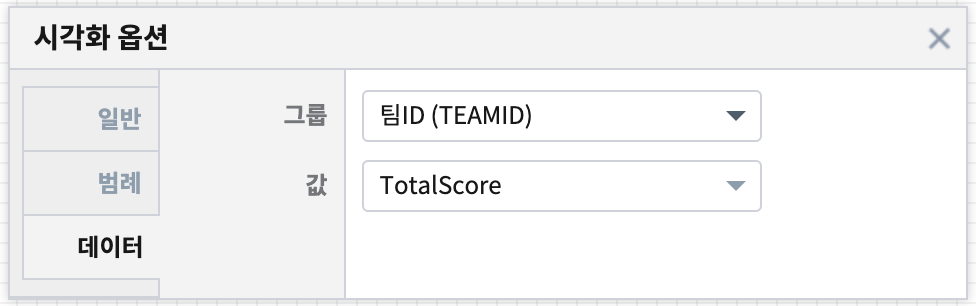 시각화 옵션
일반
범례
데이터
그룹 팀ID (TEAMID)
값 TotalScore